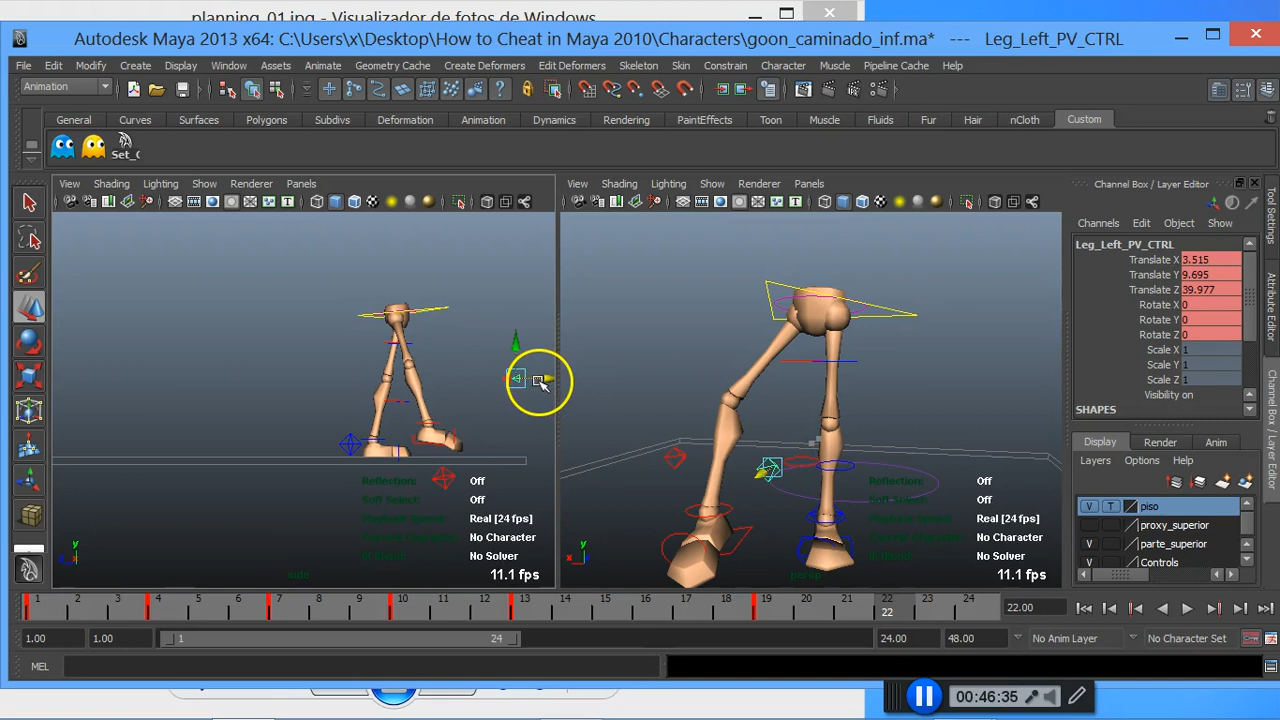 planning_01.jpg - Visualizador de fotos de Windows
Autodesk Maya 2013 x64: C:\Users\x\Desktop\How to Cheat in Maya 2010\Characters\goon_caminado_inf.ma* --- Leg_Left_PV_CTRL
File Edit Modify Create Display Window Assets Animate Geometry Cache Create Deformers Edit Deformers Skeleton Skin Constrain Character Muscle Pipeline Cache Help
Animation
General Curves Surfaces Polygons Subdivs Deformation Animation Dynamics Rendering PaintEffects Toon Muscle Fluids Fur Hair nCloth Custom
Set_(
View Shading Lighting Show Renderer Panels
View Shading Lighting Show Renderer Panels
Channel Box / Layer Editor
Channels Edit Object Show
Leg_Left_PV_CTRL
Translate X 3.515
Translate Y 9.695
Translate Z 39.977
Rotate X 0
Rotate Y 0
Rotate Z 0
Scale X 1
Scale Y 1
Scale Z 1
Visibility on
SHAPES
Display Render Anim
Layers Options Help
V T piso
proxy_superior
parte_superior
V Controls
Tool Settings
Channel Box / Layer Editor
Reflection: Off
Soft Select: Off
Playback Speed: Real [24 fps]
Current Character: No Character
IK Blend: No Solver
side 11.1 fps
Reflection: Off
Soft Select: Off
Playback Speed: Real [24 fps]
Current Character: No Character
IK Blend: No Solver
persp 11.1 fps
1 2 3 4 5 6 7 8 9 10 11 12 13 14 15 16 17 18 19 20 21 22 23 24
22
22.00
1.00 1.00 1 24 24.00 48.00 No Anim Layer No Character Set
MEL
00:46:35